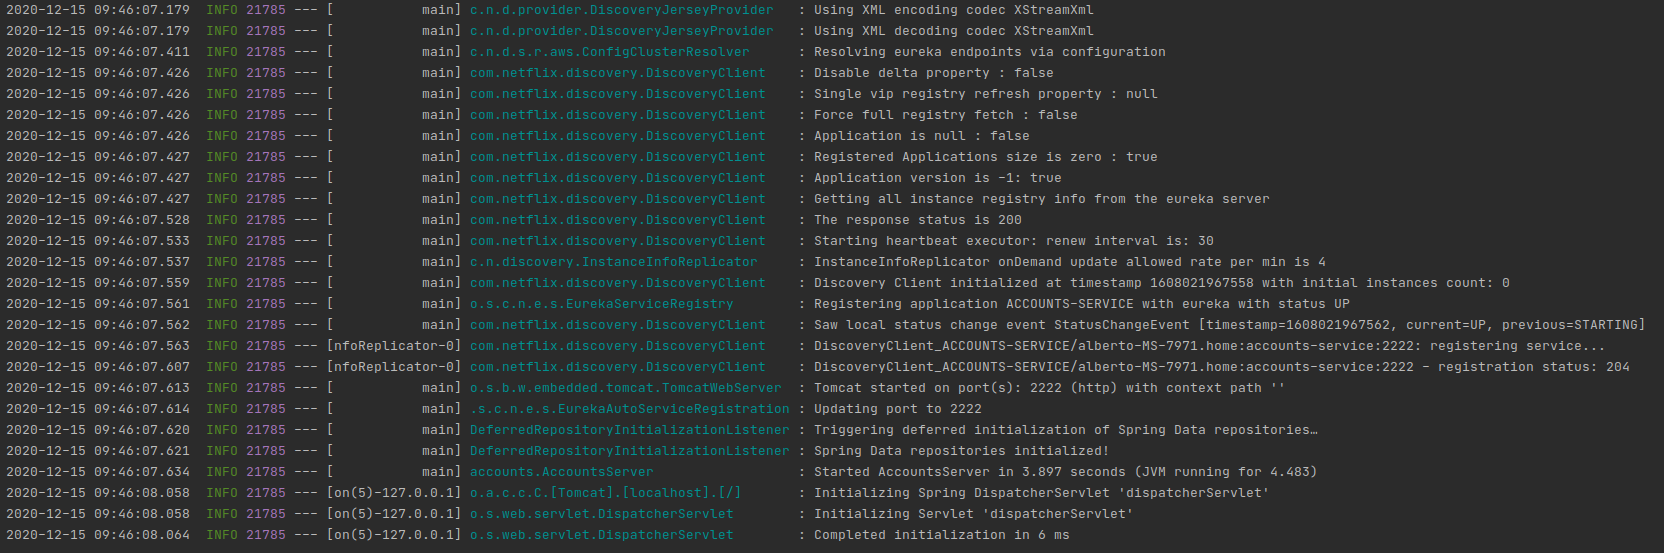 2020-12-15 09:46:07.179  INFO 21785 --- [           main] c.n.d.provider.DiscoveryJerseyProvider   : Using XML encoding codec XStreamXml
2020-12-15 09:46:07.179  INFO 21785 --- [           main] c.n.d.provider.DiscoveryJerseyProvider   : Using XML decoding codec XStreamXml
2020-12-15 09:46:07.411  INFO 21785 --- [           main] c.n.d.s.r.aws.ConfigClusterResolver      : Resolving eureka endpoints via configuration
2020-12-15 09:46:07.426  INFO 21785 --- [           main] com.netflix.discovery.DiscoveryClient    : Disable delta property : false
2020-12-15 09:46:07.426  INFO 21785 --- [           main] com.netflix.discovery.DiscoveryClient    : Single vip registry refresh property : null
2020-12-15 09:46:07.426  INFO 21785 --- [           main] com.netflix.discovery.DiscoveryClient    : Force full registry fetch : false
2020-12-15 09:46:07.426  INFO 21785 --- [           main] com.netflix.discovery.DiscoveryClient    : Application is null : false
2020-12-15 09:46:07.427  INFO 21785 --- [           main] com.netflix.discovery.DiscoveryClient    : Registered Applications size is zero : true
2020-12-15 09:46:07.427  INFO 21785 --- [           main] com.netflix.discovery.DiscoveryClient    : Application version is -1: true
2020-12-15 09:46:07.427  INFO 21785 --- [           main] com.netflix.discovery.DiscoveryClient    : Getting all instance registry info from the eureka server
2020-12-15 09:46:07.528  INFO 21785 --- [           main] com.netflix.discovery.DiscoveryClient    : The response status is 200
2020-12-15 09:46:07.533  INFO 21785 --- [           main] com.netflix.discovery.DiscoveryClient    : Starting heartbeat executor: renew interval is: 30
2020-12-15 09:46:07.537  INFO 21785 --- [           main] c.n.discovery.InstanceInfoReplicator     : InstanceInfoReplicator onDemand update allowed rate per min is 4
2020-12-15 09:46:07.559  INFO 21785 --- [           main] com.netflix.discovery.DiscoveryClient    : Discovery Client initialized at timestamp 1608021967558 with initial instances count: 0
2020-12-15 09:46:07.561  INFO 21785 --- [           main] o.s.c.n.e.s.EurekaServiceRegistry        : Registering application ACCOUNTS-SERVICE with eureka with status UP
2020-12-15 09:46:07.562  INFO 21785 --- [           main] com.netflix.discovery.DiscoveryClient    : Saw local status change event StatusChangeEvent [timestamp=1608021967562, current=UP, previous=STARTING]
2020-12-15 09:46:07.563  INFO 21785 --- [nfoReplicator-0] com.netflix.discovery.DiscoveryClient    : DiscoveryClient_ACCOUNTS-SERVICE/alberto-MS-7971.home:accounts-service:2222: registering service...
2020-12-15 09:46:07.607  INFO 21785 --- [nfoReplicator-0] com.netflix.discovery.DiscoveryClient    : DiscoveryClient_ACCOUNTS-SERVICE/alberto-MS-7971.home:accounts-service:2222 - registration status: 204
2020-12-15 09:46:07.613  INFO 21785 --- [           main] o.s.b.w.embedded.tomcat.TomcatWebServer  : Tomcat started on port(s): 2222 (http) with context path ''
2020-12-15 09:46:07.614  INFO 21785 --- [           main] .s.c.n.e.s.EurekaAutoServiceRegistration : Updating port to 2222
2020-12-15 09:46:07.620  INFO 21785 --- [           main] DeferredRepositoryInitializationListener : Triggering deferred initialization of Spring Data repositories…
2020-12-15 09:46:07.621  INFO 21785 --- [           main] DeferredRepositoryInitializationListener : Spring Data repositories initialized!
2020-12-15 09:46:07.634  INFO 21785 --- [           main] accounts.AccountsServer                  : Started AccountsServer in 3.897 seconds (JVM running for 4.483)
2020-12-15 09:46:08.058  INFO 21785 --- [on(5)-127.0.0.1] o.a.c.c.C.[Tomcat].[localhost].[/]       : Initializing Spring DispatcherServlet 'dispatcherServlet'
2020-12-15 09:46:08.058  INFO 21785 --- [on(5)-127.0.0.1] o.s.web.servlet.DispatcherServlet        : Initializing Servlet 'dispatcherServlet'
2020-12-15 09:46:08.064  INFO 21785 --- [on(5)-127.0.0.1] o.s.web.servlet.DispatcherServlet        : Completed initialization in 6 ms